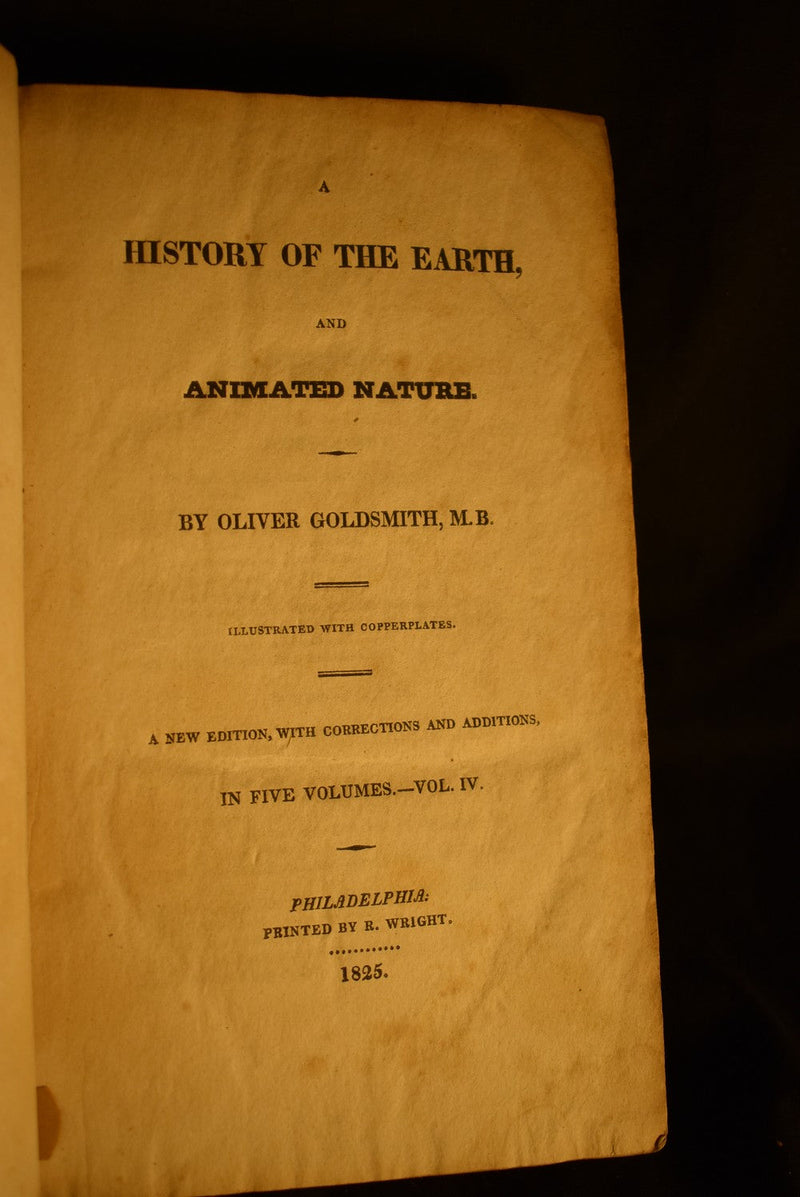 A
HISTORY OF THE EARTH,
AND
ANIMATED NATURE.
BY OLIVER GOLDSMITH, M.B.
ILLUSTRATED WITH COPPERPLATES.
A NEW EDITION, WITH CORRECTIONS AND ADDITIONS,
IN FIVE VOLUMES.—VOL. IV.
PHILADELPHIA:
PRINTED BY R. WRIGHT.
............
1825.